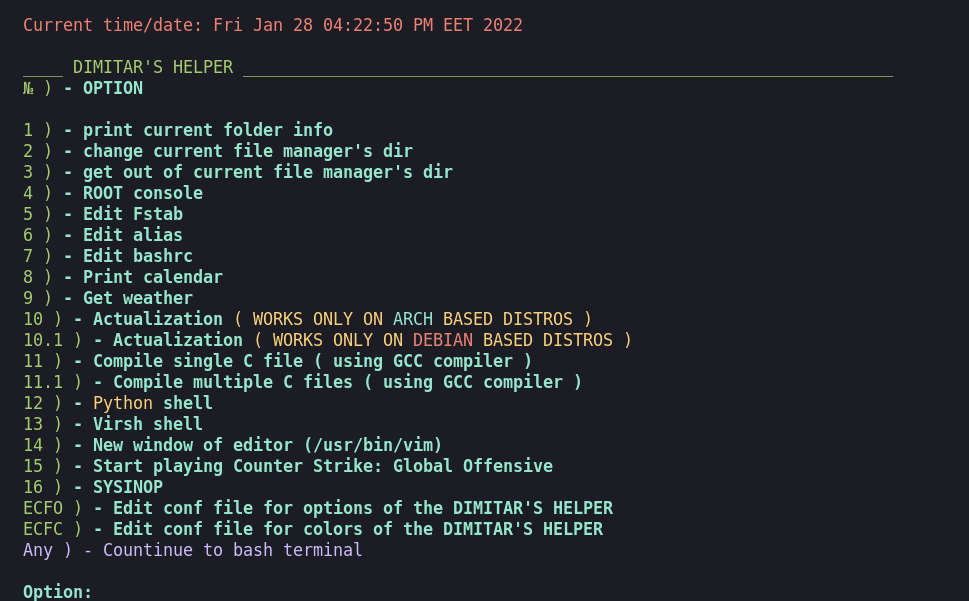 Current time/date: Fri Jan 28 04:22:50 PM EET 2022
____ DIMITAR'S HELPER _________________________________________________________________
№ ) - OPTION
1 ) - print current folder info
2 ) - change current file manager's dir
3 ) - get out of current file manager's dir
4 ) - ROOT console
5 ) - Edit Fstab
6 ) - Edit alias
7 ) - Edit bashrc
8 ) - Print calendar
9 ) - Get weather
10 ) - Actualization ( WORKS ONLY ON ARCH BASED DISTROS )
10.1 ) - Actualization ( WORKS ONLY ON DEBIAN BASED DISTROS )
11 ) - Compile single C file ( using GCC compiler )
11.1 ) - Compile multiple C files ( using GCC compiler )
12 ) - Python shell
13 ) - Virsh shell
14 ) - New window of editor (/usr/bin/vim)
15 ) - Start playing Counter Strike: Global Offensive
16 ) - SYSINOP
ECFO ) - Edit conf file for options of the DIMITAR'S HELPER
ECFC ) - Edit conf file for colors of the DIMITAR'S HELPER
Any ) - Countinue to bash terminal
Option: